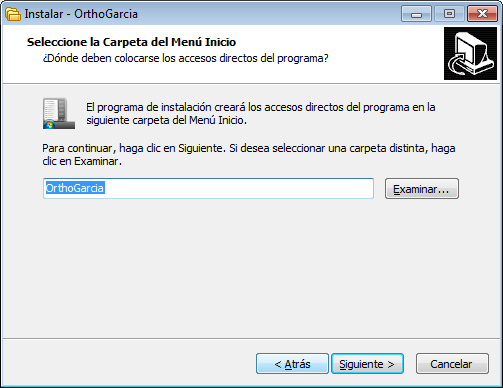 Instalar - OrthoGarcia
Seleccione la Carpeta del Menú Inicio
¿Dónde deben colocarse los accesos directos del programa?
El programa de instalación creará los accesos directos del programa en la
siguiente carpeta del Menú Inicio.
Para continuar, haga clic en Siguiente. Si desea seleccionar una carpeta distinta, haga
clic en Examinar.
OrthoGarcia
Examinar...
< Atrás
Siguiente >
Cancelar